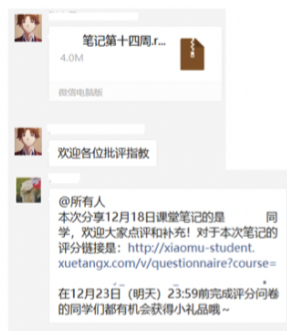 笔记第十四周.r...
4.0M
微信电脑版
欢迎各位批评指教
@所有人
本次分享12月18日课堂笔记的是 同
学，欢迎大家点评和补充！对于本次笔记的
评分链接是：http://xiaomu-student.
xuetangx.com/v/questionnaire?course=
在12月23日（明天）23:59前完成评分问卷
的同学们都有机会获得小礼品哦~